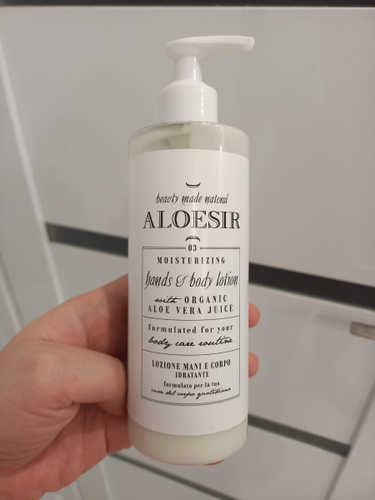 beauty made natural
ALOESIR
03
MOISTURIZING
hands & body lotion
with ORGANIC
ALOE VERA JUICE
formulated for your
body care routine
LOZIONE MANI E CORPO
IDRATANTE
formulato per la tua
cura del corpo quotidiana